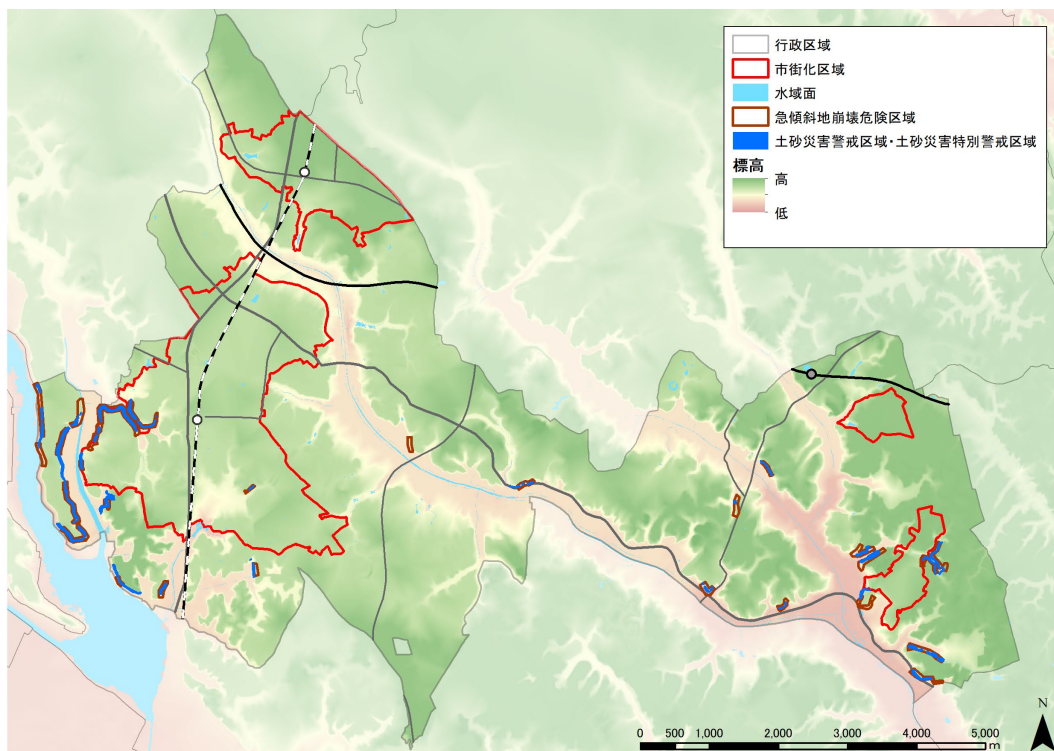 行政区域
市街化区域
水域面
急傾斜地崩壊危険区域
土砂災害警戒区域・土砂災害特別警戒区域
標高
高
低
N
0 500 1,000 2,000 3,000 4,000 5,000
m